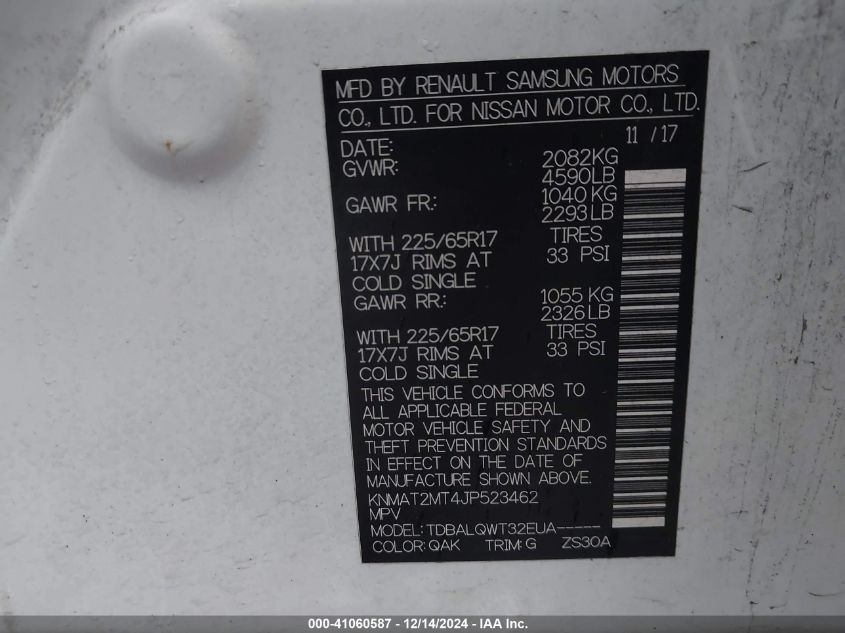 MFD BY RENAULT SAMSUNG MOTORS
CO., LTD. FOR NISSAN MOTOR CO., LTD.
DATE: 11 / 17
GVWR: 2082KG
4590LB
GAWR FR.: 1040 KG
2293 LB
WITH 225/65R17 TIRES
17X7J RIMS AT 33 PSI
COLD SINGLE
GAWR RR.: 1055 KG
2326 LB
WITH 225/65R17 TIRES
17X7J RIMS AT 33 PSI
COLD SINGLE
THIS VEHICLE CONFORMS TO
ALL APPLICABLE FEDERAL
MOTOR VEHICLE SAFETY AND
THEFT PREVENTION STANDARDS
IN EFFECT ON THE DATE OF
MANUFACTURE SHOWN ABOVE.
KNMAT2MT4JP523462
MPV
MODEL: TDBALQWT32EUA-----
COLOR: QAK TRIM: G ZS30A
000-41060587 - 12/14/2024 - IAA Inc.